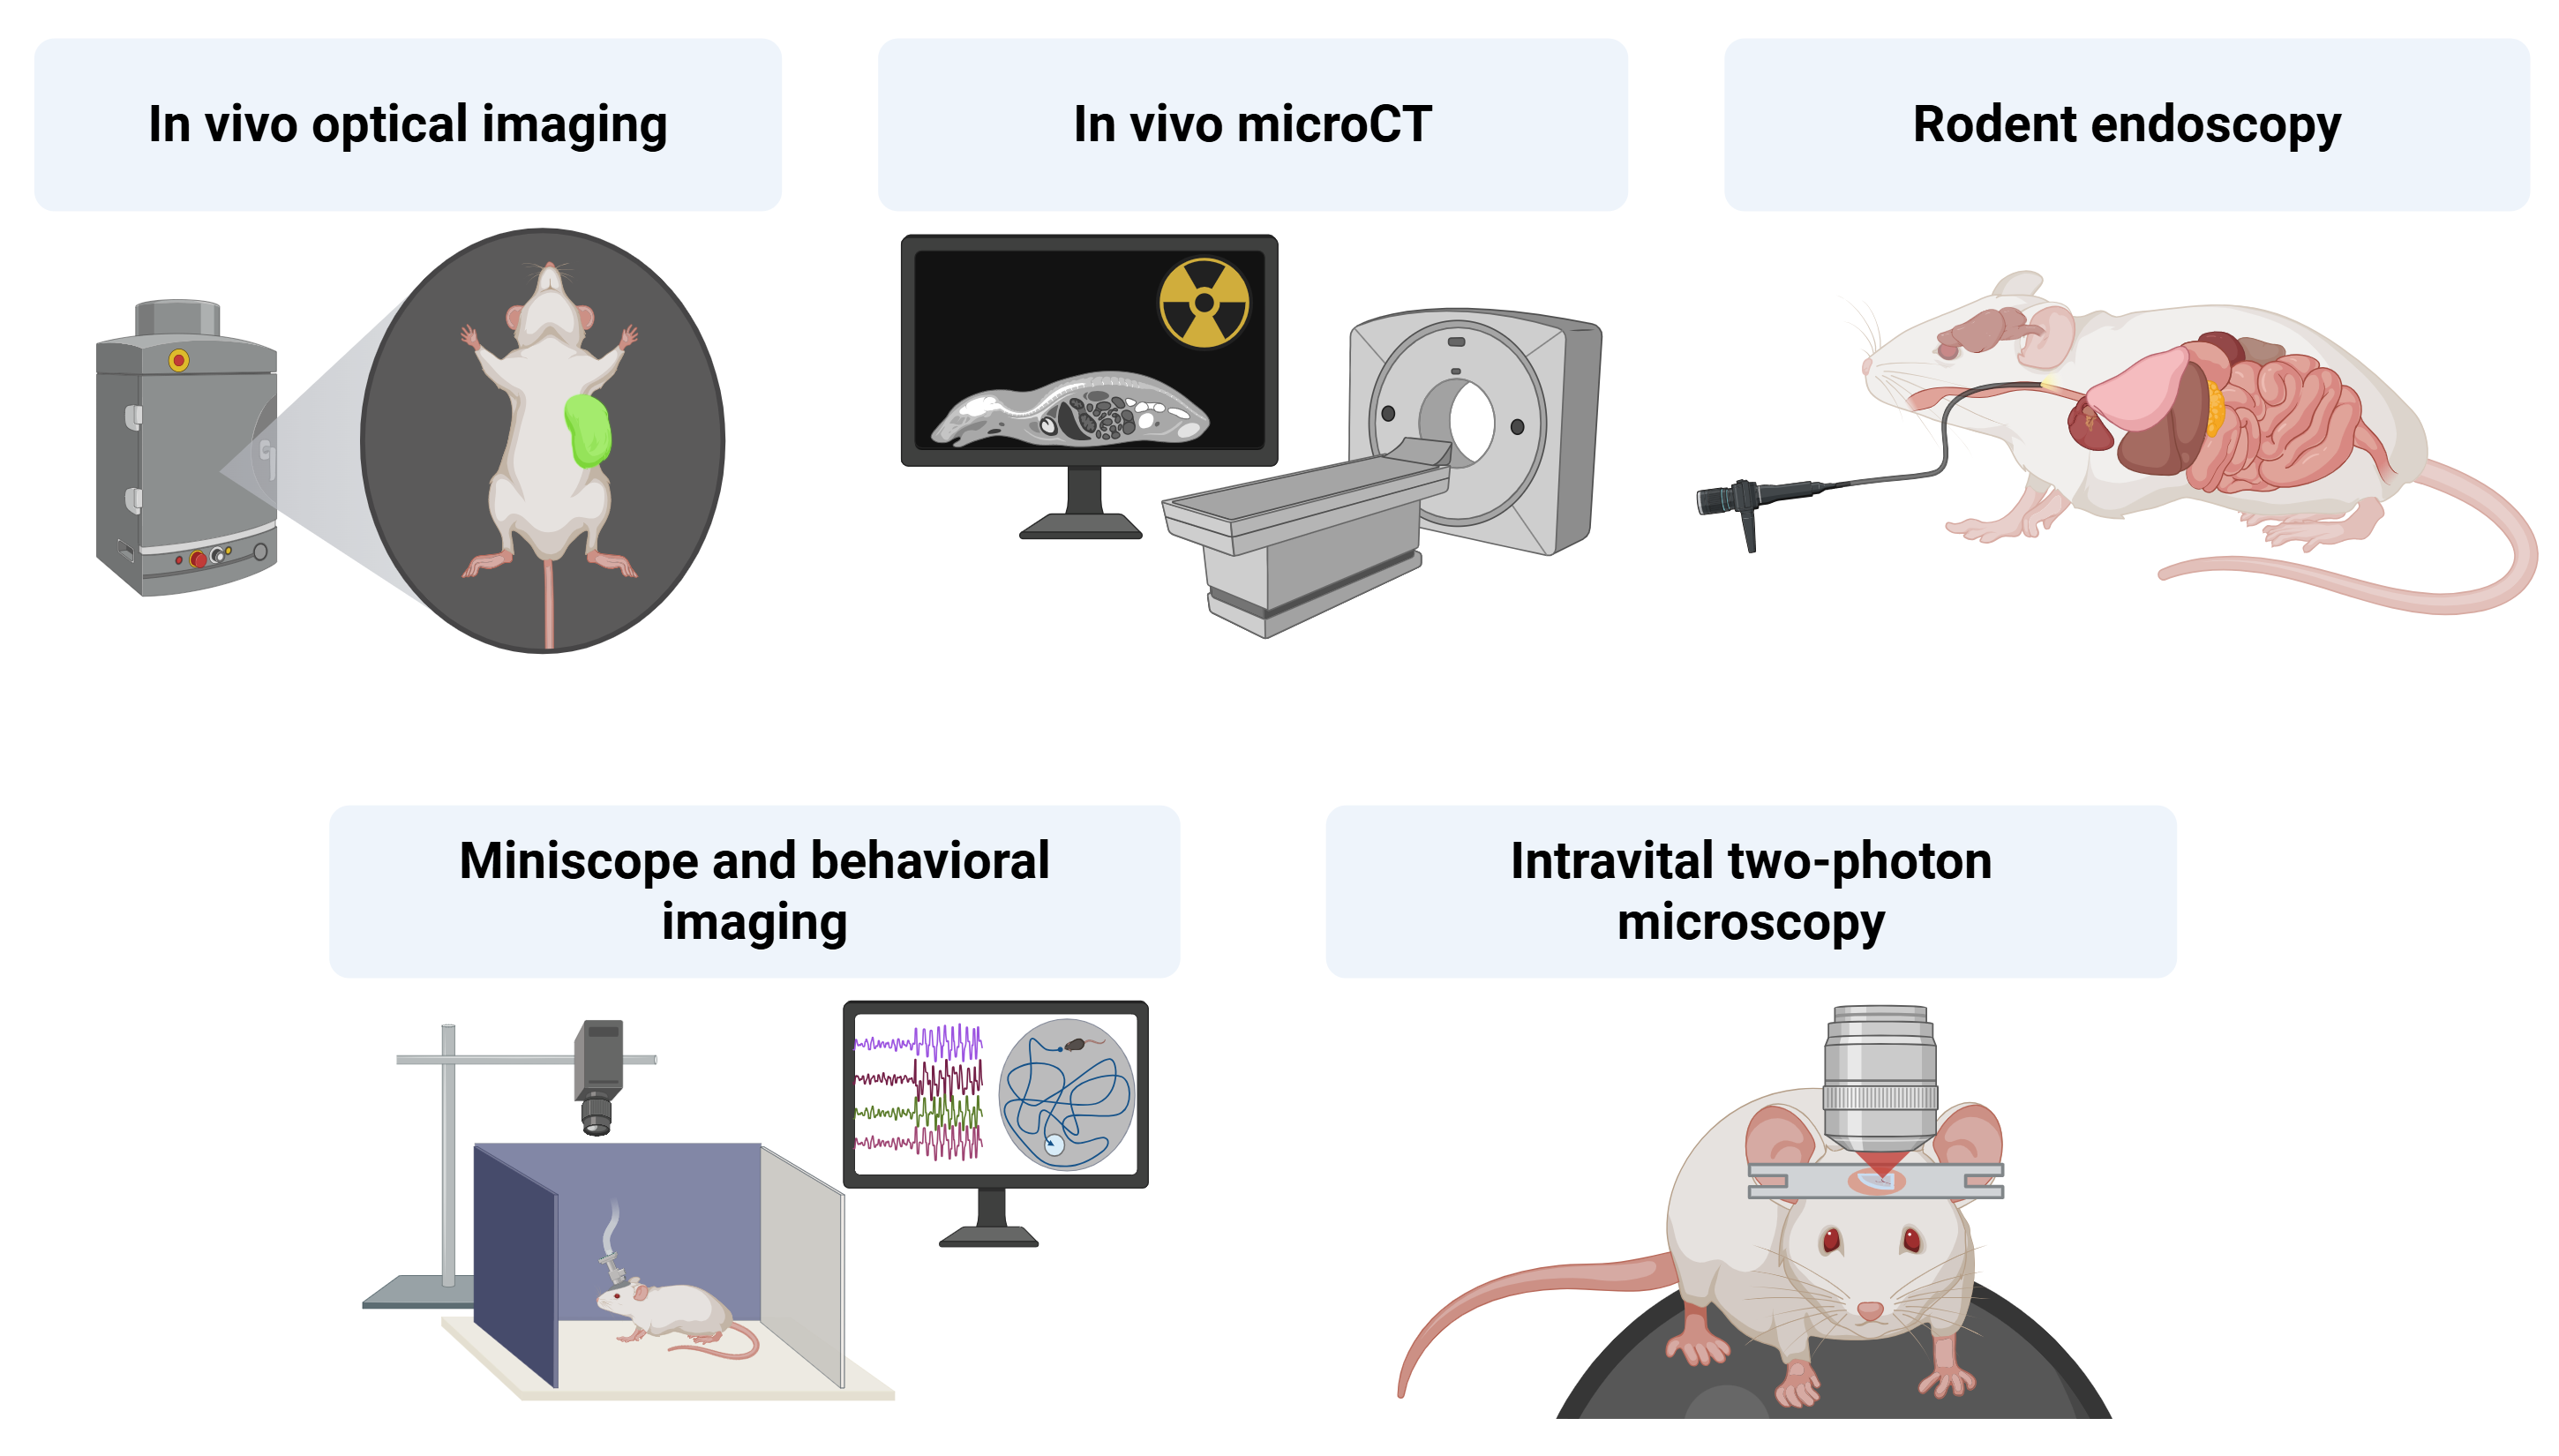 In vivo optical imaging
In vivo microCT
Rodent endoscopy
Miniscope and behavioral
imaging
Intravital two-photon
microscopy